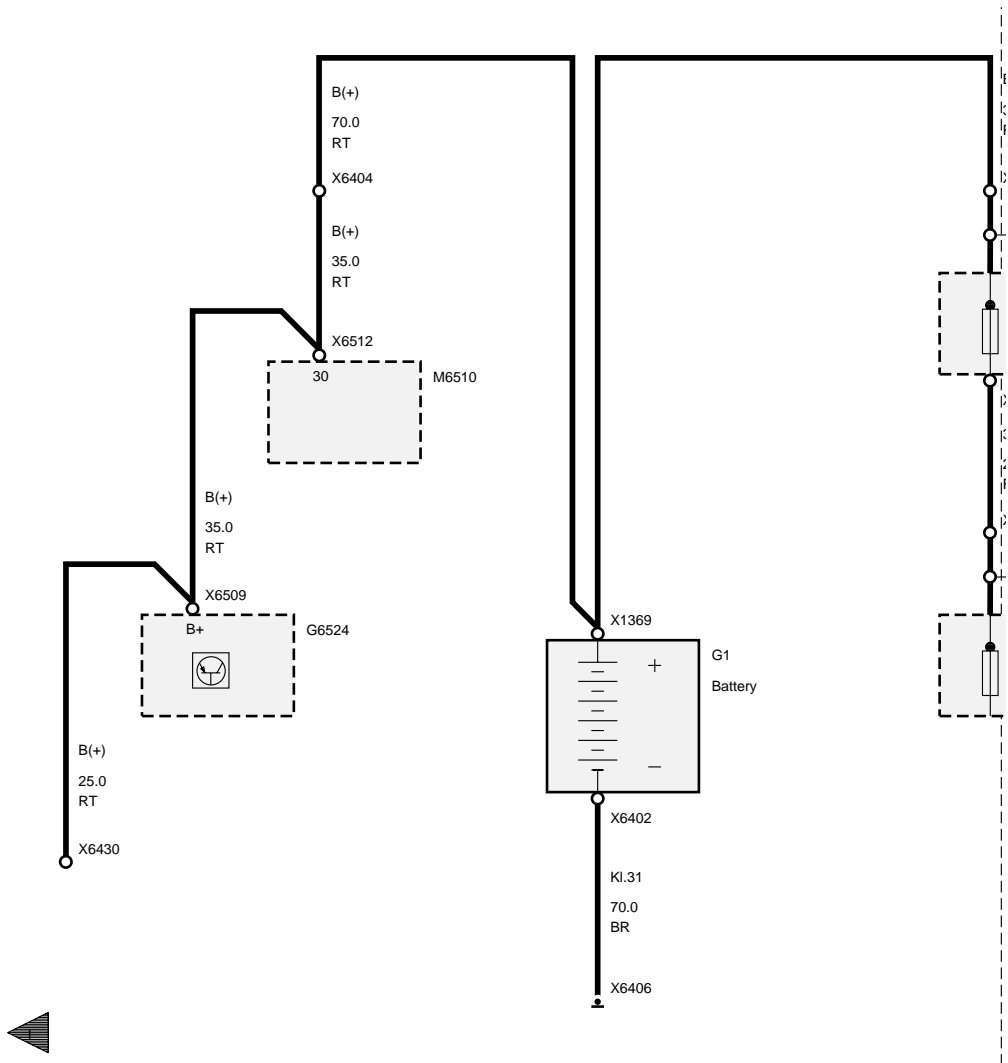 B(+)
70.0
RT
X6404
B(+)
35.0
RT
X6512
30
M6510
B(+)
35.0
RT
X6509
B+
G6524
B(+)
25.0
RT
X6430
X1369
G1
+
Battery
–
X6402
Kl.31
70.0
BR
X6406